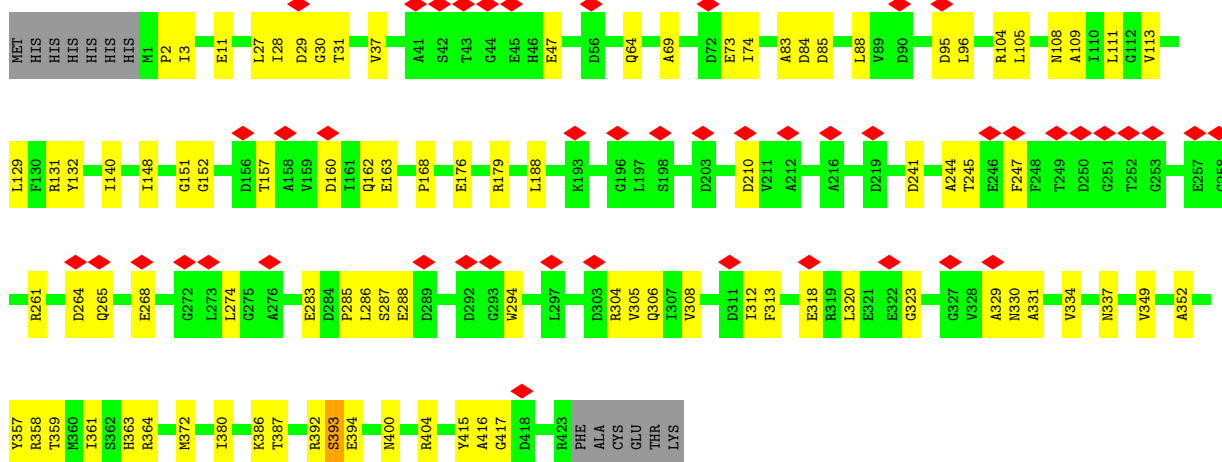 MET HIS HIS HIS HIS HIS HIS M1 P2 I3 E11 L27 I28 D29 G30 T31 V37 A41 S42 T43 G44 E45 H46 E47 D56 Q64 A69 D72 E73 I74 A83 D84 D85 L88 V89 D90 D95 L96 R104 L105 N108 A109 I110 L111 G112 V113
L129 F130 R131 Y132 I140 I148 G151 G152 D156 T157 A158 V159 D160 I161 Q162 E163 P168 E176 R179 L188 K193 G196 L197 S198 D203 D210 V211 A212 A216 D219 D241 A244 T245 E246 F247 F248 T249 D250 G251 T252 G253 E257 G258
R261 D264 Q265 E268 G272 L273 L274 G275 A276 E283 D284 P285 L286 S287 E288 D289 D292 G293 W294 L297 D303 R304 V305 Q306 I307 V308 D311 I312 F313 E318 R319 L320 E321 E322 G323 G327 V328 A329 N330 A331 V334 N337 V349 A352
Y357 R358 T359 M360 I361 S362 H363 R364 M372 I380 K386 T387 R392 S393 E394 N400 R404 Y415 A416 G417 D418 R423 PHE ALA CYS GLU THR LYS